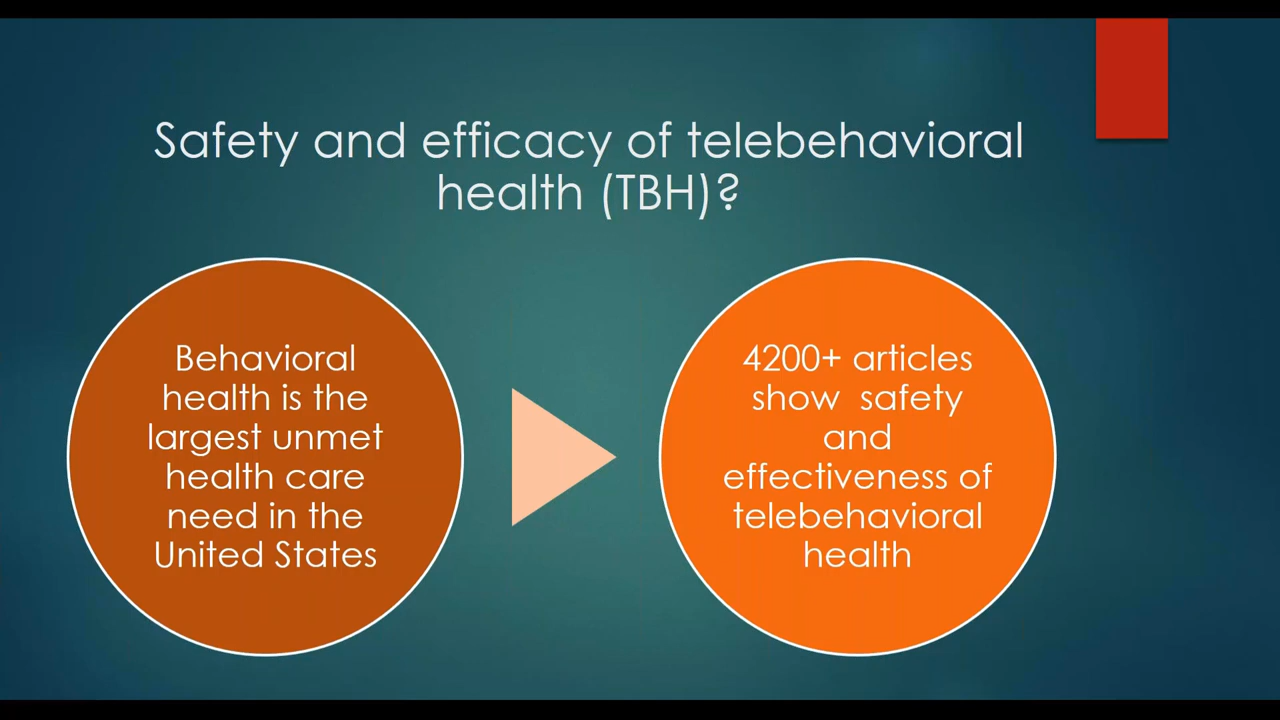 Safety and efficacy of telebehavioral
health (TBH)?
Behavioral
health is the
largest unmet
health care
need in the
United States
4200+ articles
show  safety
and
effectiveness of
telebehavioral
health